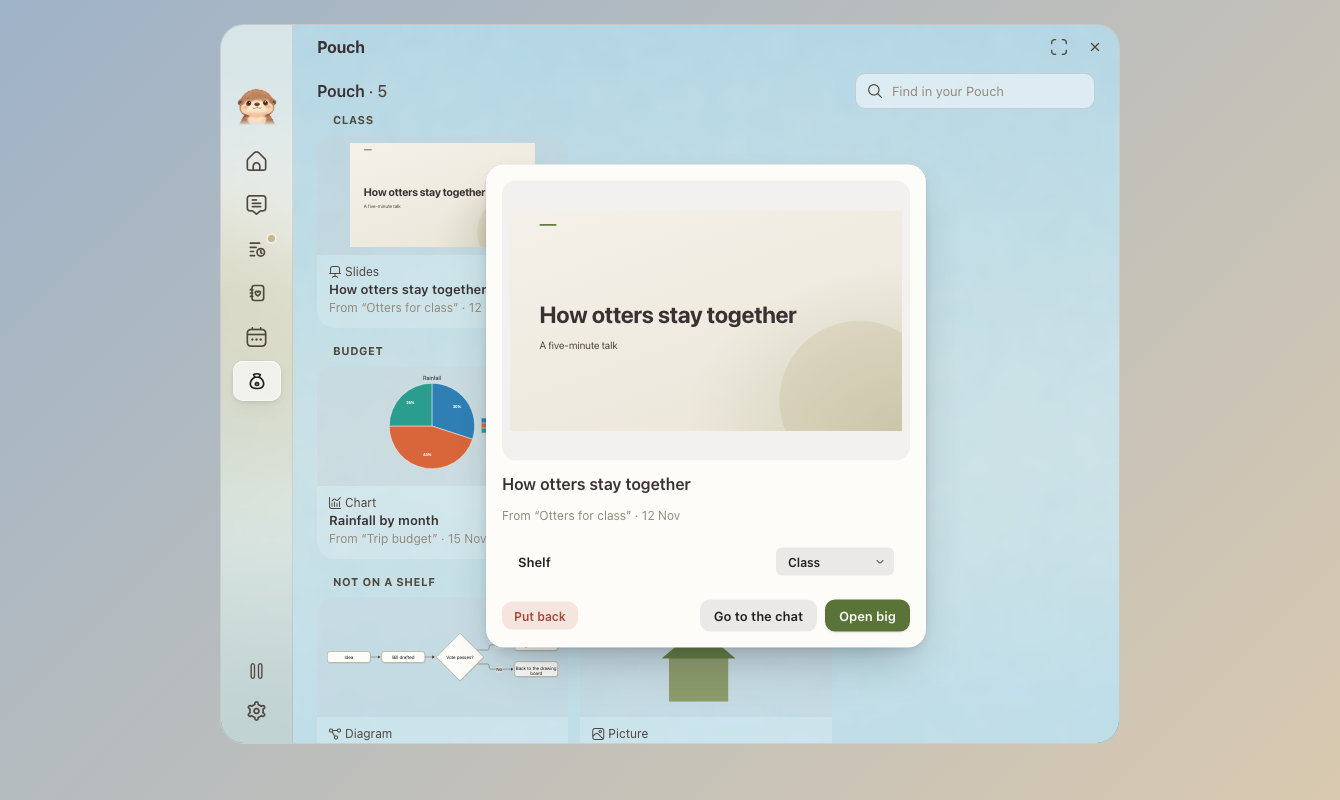 Pouch
Pouch · 5
Find in your Pouch
CLASS
How otters stay together
A five-minute talk
Slides
How otters stay together
From “Otters for class” · 12
BUDGET
Rainfall
30%
45%
Chart
Rainfall by month
From “Trip budget” · 15 Nov
NOT ON A SHELF
Idea
Bill drafted
Vote passes?
No
Back to the drawing
board
Diagram
Picture
How otters stay together
A five-minute talk
How otters stay together
From “Otters for class” · 12 Nov
Shelf
Class
Put back
Go to the chat
Open big